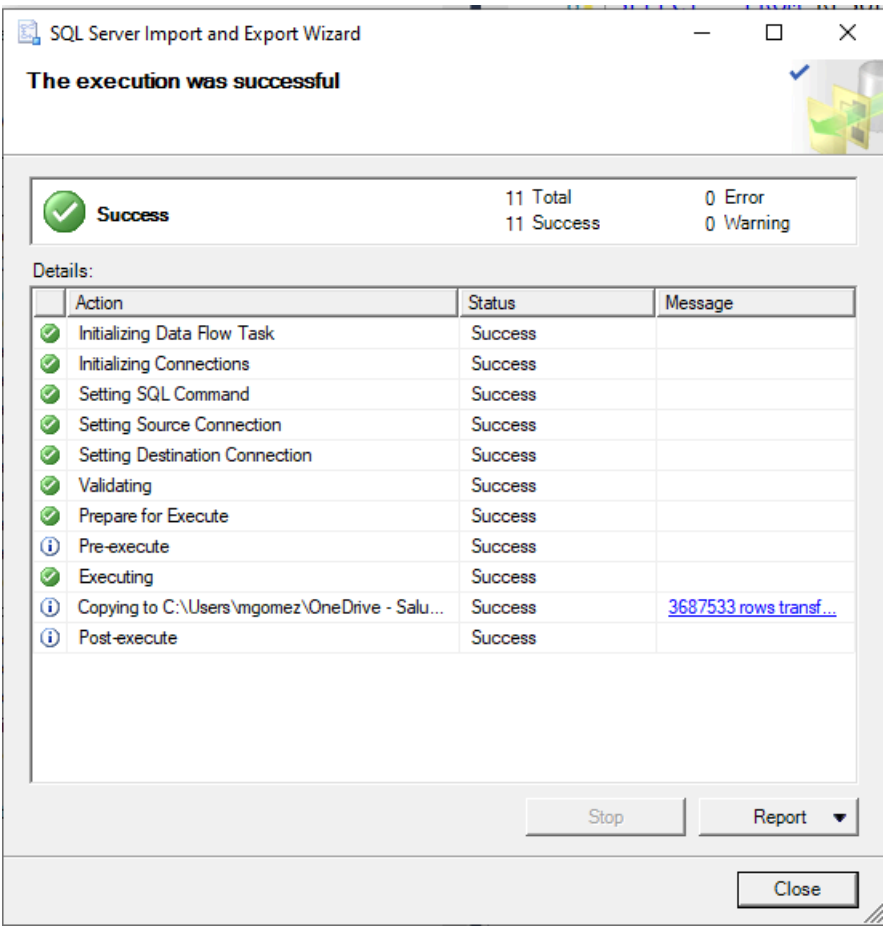 SQL Server Import and Export Wizard
The execution was successful
Success
11 Total
0 Error
11 Success
0 Warning
Details:
Action Status Message
Initializing Data Flow Task Success
Initializing Connections Success
Setting SQL Command Success
Setting Source Connection Success
Setting Destination Connection Success
Validating Success
Prepare for Execute Success
Pre-execute Success
Executing Success
Copying to C:\Users\mgomez\OneDrive - Salu... Success 3687533 rows transf...
Post-execute Success
Stop Report
Close